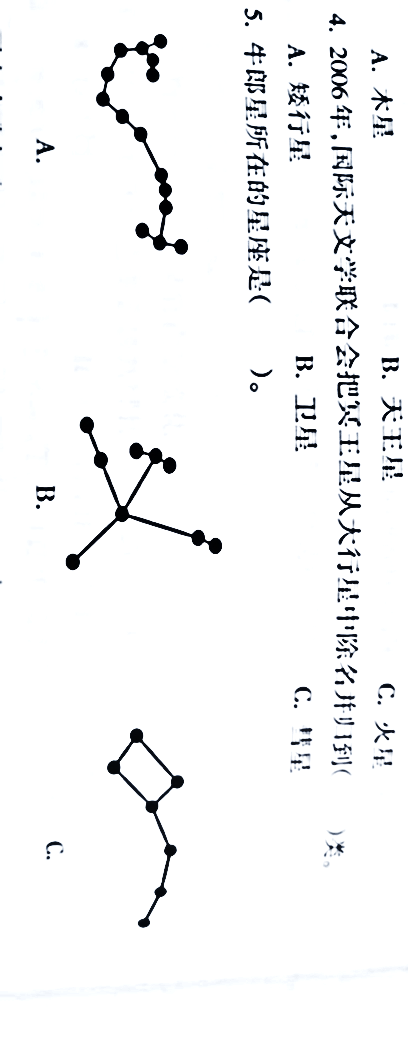 A. 木星 B. 天王星 C. 火星
4. 2006年,国际天文学联合会把冥王星从大行星中除名并归到( )类。
A. 矮行星 B. 卫星 C. 彗星
5. 牛郎星所在的星座是( )。
A. B. C.